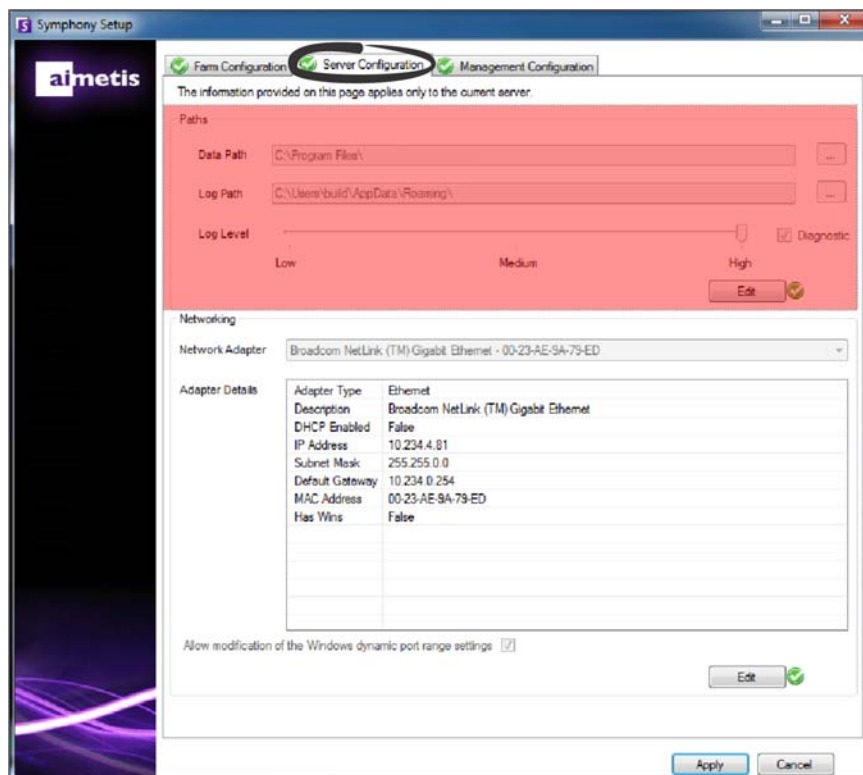 Symphony Setup
aimetis
Farm Configuration Server Configuration Management Configuration
The information provided on this page applies only to the current server.
Paths
Data Path C:\Program Files\ ...
Log Path C:\Users\build\AppData\Roaming\ ...
Log Level Diagnostic
Low Medium High
Edit
Networking
Network Adapter Broadcom NetLink (TM) Gigabit Ethernet - 00-23-AE-9A-79-ED
Adapter Details
Adapter Type Ethernet
Description Broadcom NetLink (TM) Gigabit Ethernet
DHCP Enabled False
IP Address 10.234.4.81
Subnet Mask 255.255.0.0
Default Gateway 10.234.0.254
MAC Address 00-23-AE-9A-79-ED
Has Wins False
Allow modification of the Windows dynamic port range settings
Edit
Apply Cancel